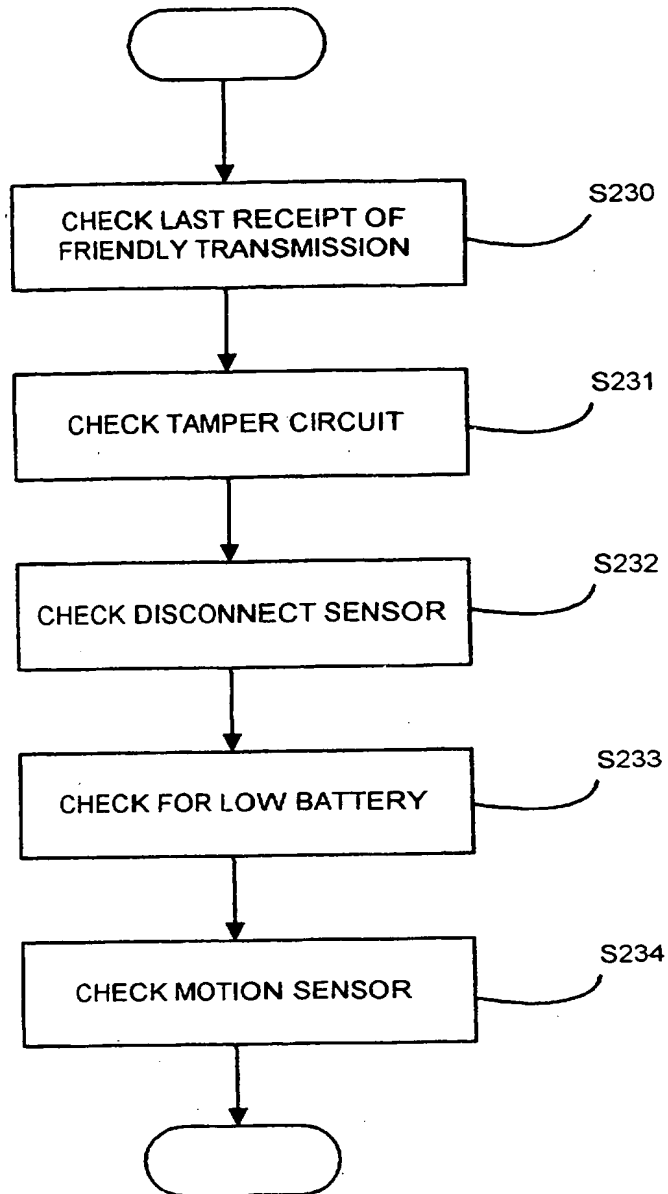 S230
CHECK LAST RECEIPT OF
FRIENDLY TRANSMISSION
S231
CHECK TAMPER CIRCUIT
S232
CHECK DISCONNECT SENSOR
S233
CHECK FOR LOW BATTERY
S234
CHECK MOTION SENSOR